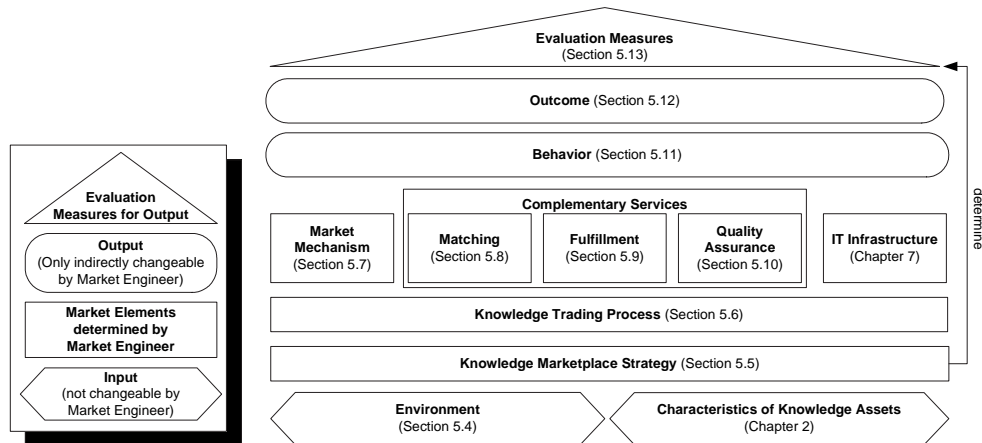 Evaluation Measures
(Section 5.13)
Outcome (Section 5.12)
Behavior (Section 5.11)
Complementary Services
Market
Mechanism
(Section 5.7)
Matching
(Section 5.8)
Fulfillment
(Section 5.9)
Quality
Assurance
(Section 5.10)
IT Infrastructure
(Chapter 7)
Knowledge Trading Process (Section 5.6)
Knowledge Marketplace Strategy (Section 5.5)
Environment
(Section 5.4)
Characteristics of Knowledge Assets
(Chapter 2)
determine
Evaluation
Measures for Output
Output
(Only indirectly changeable
by Market Engineer)
Market Elements
determined by
Market Engineer
Input
(not changeable by
Market Engineer)